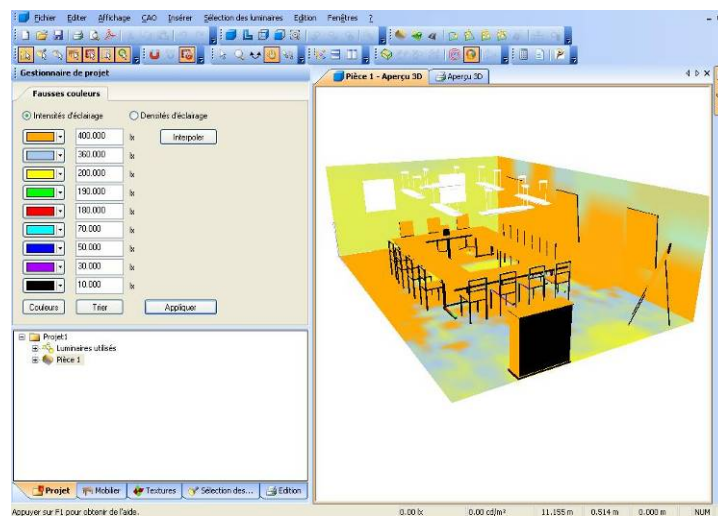 Fichier Editer Affichage CAO Insérer Sélection des luminaires Edition Fenêtres ?
Gestionnaire de projet
Pièce 1 - Aperçu 3D Aperçu 3D
Fausses couleurs
Intensités d'éclairage Densités d'éclairage
400.000 lx Interpoler
360.000 lx
200.000 lx
190.000 lx
180.000 lx
70.000 lx
50.000 lx
30.000 lx
10.000 lx
Couleurs Trier Appliquer
Projet1
Luminaires utilisés
Pièce 1
Projet Mobilier Textures Sélection des... Edition
Appuyer sur F1 pour obtenir de l'aide. 0.00 lx 0.00 cd/m² 11.155 m 0.514 m 0.000 m NUM